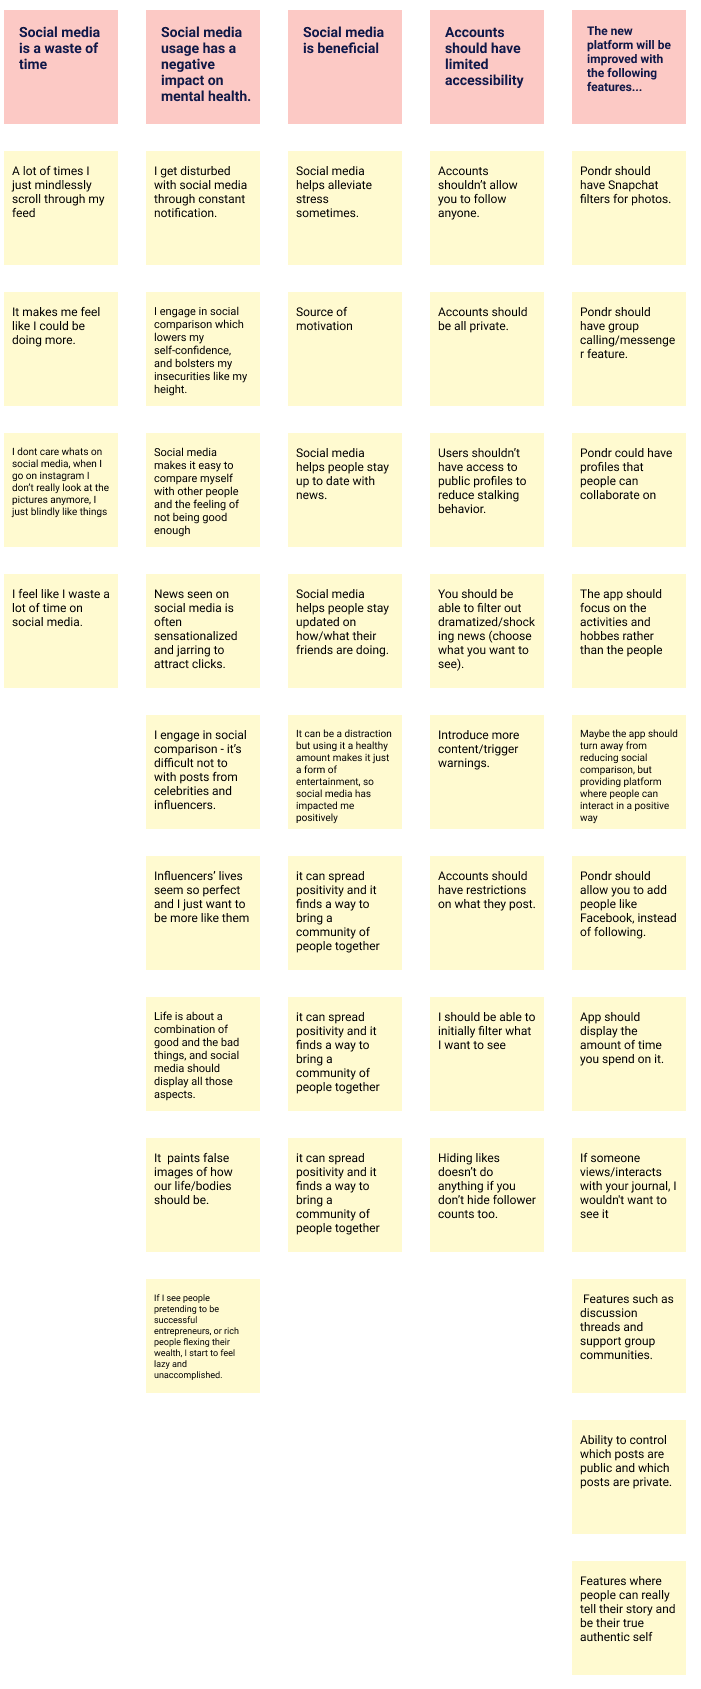 Social media
is a waste of
time
A lot of times I
just mindlessly
scroll through my
feed
It makes me feel
like I could be
doing more.
I dont care whats on
social media, when I
go on instagram I
don't really look at the
pictures anymore, I
just blindly like things
I feel like I waste a
lot of time on
social media.
Social media
usage has a
negative
impact on
mental health.
I get disturbed
with social media
through constant
notification.
I engage in social
comparison which
lowers my
self-confidence,
and bolsters my
insecurities like my
height.
Social media
makes it easy to
compare myself
with other people
and the feeling of
not being good
enough
News seen on
social media is
often
sensationalized
and jarring to
attract clicks.
I engage in social
comparison - it's
difficult not to
with posts from
celebrities and
influencers.
Influencers' lives
seem so perfect
and I just want to
be more like them
Life is about a
combination of
good and the bad
things, and social
media should
display all those
aspects.
It  paints false
images of how
our life/bodies
should be.
If I see people
pretending to be
successful
entrepreneurs, or rich
people flexing their
wealth, I start to feel
lazy and
unaccomplished.
Social media
is beneficial
Social media
helps alleviate
stress
sometimes.
Source of
motivation
Social media
helps people stay
up to date with
news.
Social media
helps people stay
updated on
how/what their
friends are doing.
It can be a distraction
but using it a healthy
amount makes it just
a form of
entertainment, so
social media has
impacted me
positively
it can spread
positivity and it
finds a way to
bring a
community of
people together
it can spread
positivity and it
finds a way to
bring a
community of
people together
it can spread
positivity and it
finds a way to
bring a
community of
people together
Accounts
should have
limited
accessibility
Accounts
shouldn't allow
you to follow
anyone.
Accounts should
be all private.
Users shouldn't
have access to
public profiles to
reduce stalking
behavior.
You should be
able to filter out
dramatized/shock
ing news (choose
what you want to
see).
Introduce more
content/trigger
warnings.
Accounts should
have restrictions
on what they post.
I should be able to
initially filter what
I want to see
Hiding likes
doesn't do
anything if you
don't hide follower
counts too.
The new
platform will be
improved with
the following
features...
Pondr should
have Snapchat
filters for photos.
Pondr should
have group
calling/messenge
r feature.
Pondr could have
profiles that
people can
collaborate on
The app should
focus on the
activities and
hobbes rather
than the people
Maybe the app should
turn away from
reducing social
comparison, but
providing platform
where people can
interact in a positive
way
Pondr should
allow you to add
people like
Facebook, instead
of following.
App should
display the
amount of time
you spend on it.
If someone
views/interacts
with your journal, I
wouldn't want to
see it
Features such as
discussion
threads and
support group
communities.
Ability to control
which posts are
public and which
posts are private.
Features where
people can really
tell their story and
be their true
authentic self